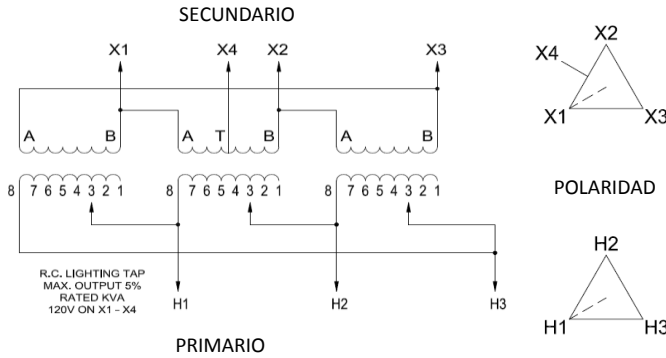 SECUNDARIO
X1 X4 X2 X3
A B A T B A B
8 7 6 5 4 3 2 1 8 7 6 5 4 3 2 1 8 7 6 5 4 3 2 1
R.C. LIGHTING TAP
MAX. OUTPUT 5%
RATED KVA
120V ON X1 - X4
H1 H2 H3
PRIMARIO
X2
X4
X1 X3
POLARIDAD
H2
H1 H3